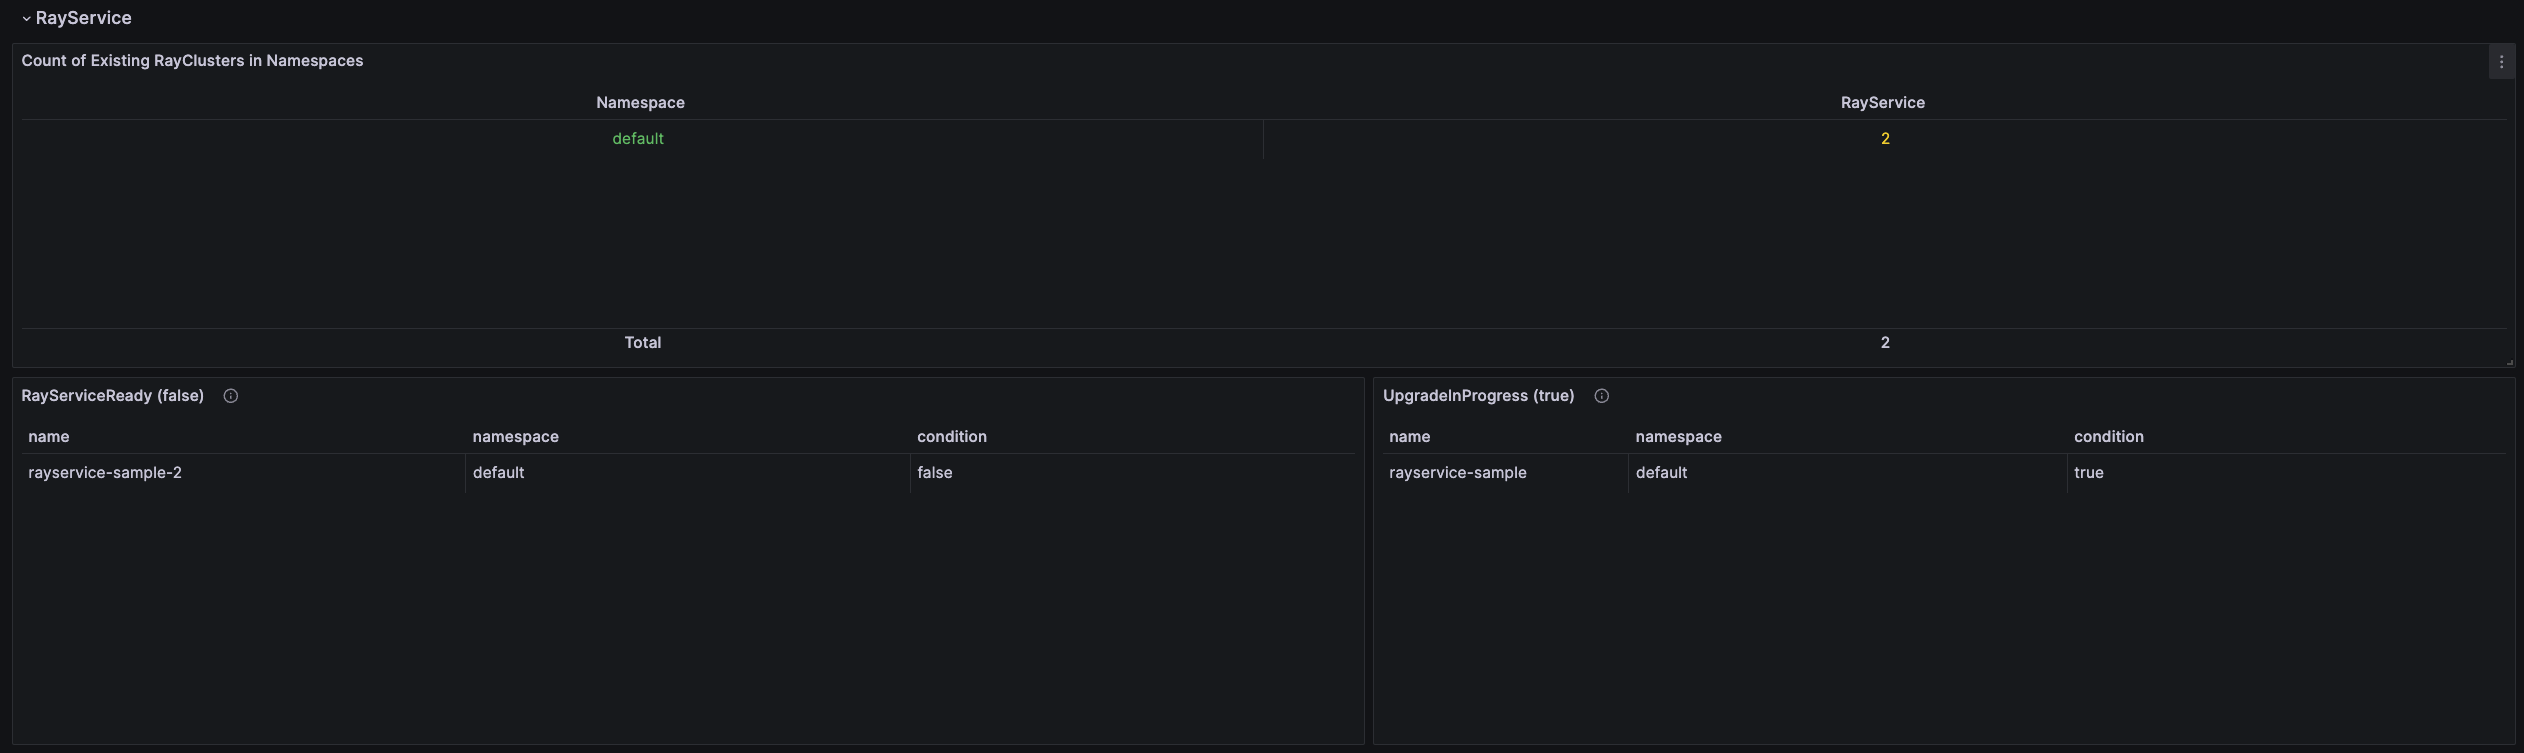 RayService
Count of Existing RayClusters in Namespaces
Namespace RayService
default 2
Total 2
RayServiceReady (false)
name namespace condition
rayservice-sample-2 default false
UpgradeInProgress (true)
name namespace condition
rayservice-sample default true